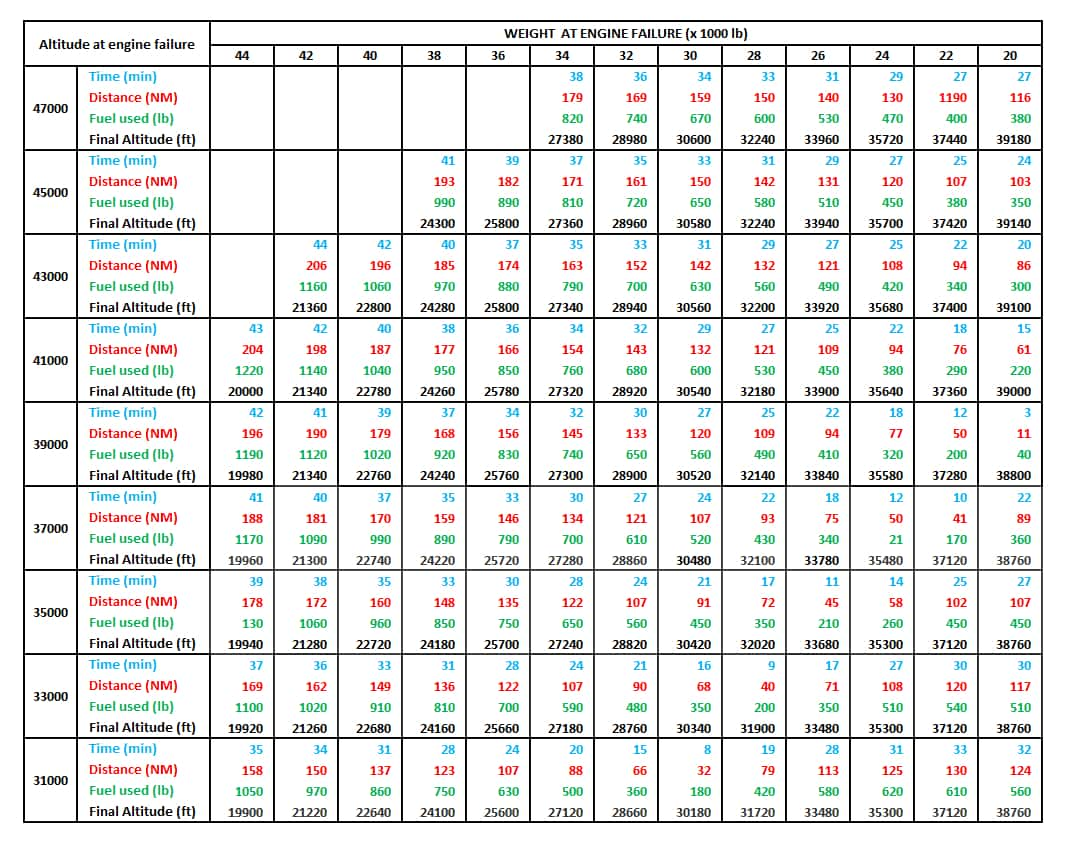 WEIGHT AT ENGINE FAILURE (x 1000 lb)
Altitude at engine failure
44 42 40 38 36 34 32 30 28 26 24 22 20
47000
Time (min) 38 36 34 33 31 29 27 27
Distance (NM) 179 169 159 150 140 130 1190 116
Fuel used (lb) 820 740 670 600 530 470 400 380
Final Altitude (ft) 27380 28980 30600 32240 33960 35720 37440 39180
45000
Time (min) 41 39 37 35 33 31 29 27 25 24
Distance (NM) 193 182 171 161 150 142 131 120 107 103
Fuel used (lb) 990 890 810 720 650 580 510 450 380 350
Final Altitude (ft) 24300 25800 27360 28960 30580 32240 33940 35700 37420 39140
43000
Time (min) 44 42 40 37 35 33 31 29 27 25 22 20
Distance (NM) 206 196 185 174 163 152 142 132 121 108 94 86
Fuel used (lb) 1160 1060 970 880 790 700 630 560 490 420 340 300
Final Altitude (ft) 21360 22800 24280 25800 27340 28940 30560 32200 33920 35680 37400 39100
41000
Time (min) 43 42 40 38 36 34 32 29 27 25 22 18 15
Distance (NM) 204 198 187 177 166 154 143 132 121 109 94 76 61
Fuel used (lb) 1220 1140 1040 950 850 760 680 600 530 450 380 290 220
Final Altitude (ft) 20000 21340 22780 24260 25780 27320 28920 30540 32180 33900 35640 37360 39000
39000
Time (min) 42 41 39 37 34 32 30 27 25 22 18 12 3
Distance (NM) 196 190 179 168 156 145 133 120 109 94 77 50 11
Fuel used (lb) 1190 1120 1020 920 830 740 650 560 490 410 320 200 40
Final Altitude (ft) 19980 21340 22760 24240 25760 27300 28900 30520 32140 33840 35580 37280 38800
37000
Time (min) 41 40 37 35 33 30 27 24 22 18 12 10 22
Distance (NM) 188 181 170 159 146 134 121 107 93 75 50 41 89
Fuel used (lb) 1170 1090 990 890 790 700 610 520 430 340 21 170 360
Final Altitude (ft) 19960 21300 22740 24220 25720 27280 28860 30480 32100 33780 35480 37120 38760
35000
Time (min) 39 38 35 33 30 28 24 21 17 11 14 25 27
Distance (NM) 178 172 160 148 135 122 107 91 72 45 58 102 107
Fuel used (lb) 130 1060 960 850 750 650 560 450 350 210 260 450 450
Final Altitude (ft) 19940 21280 22720 24180 25700 27240 28820 30420 32020 33680 35300 37120 38760
33000
Time (min) 37 36 33 31 28 24 21 16 9 17 27 30 30
Distance (NM) 169 162 149 136 122 107 90 68 40 71 108 120 117
Fuel used (lb) 1100 1020 910 810 700 590 480 350 200 350 510 540 510
Final Altitude (ft) 19920 21260 22680 24160 25660 27180 28760 30340 31900 33480 35300 37120 38760
31000
Time (min) 35 34 31 28 24 20 15 8 19 28 31 33 32
Distance (NM) 158 150 137 123 107 88 66 32 79 113 125 130 124
Fuel used (lb) 1050 970 860 750 630 500 360 180 420 580 620 610 560
Final Altitude (ft) 19900 21220 22640 24100 25600 27120 28660 30180 31720 33480 35300 37120 38760